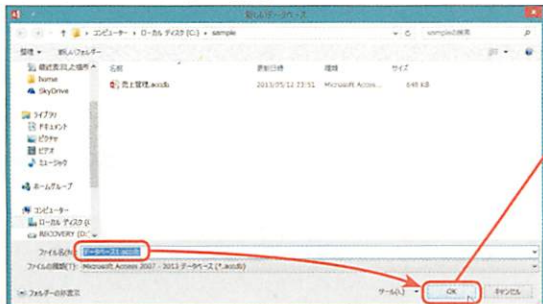 新しいデータベース
コンピューター ▸ ローカル ディスク (C:) ▸ sample
sampleの検索
整理 ▾ 新しいフォルダー
最近表示した場所
名前 更新日時 種類 サイズ
home
売上管理.accdb 2013/05/12 23:51 Microsoft Acces... 648 KB
SkyDrive
ライブラリ
ドキュメント
ピクチャ
ビデオ
ミュージック
ホームグループ
コンピューター
ローカル ディスク (C
RECOVERY (D:)
ファイル名(N): データベース1.accdb
ファイルの種類(T): Microsoft Access 2007 - 2013 データベース (*.accdb)
フォルダーの非表示
ツール(L) ▾ OK キャンセル